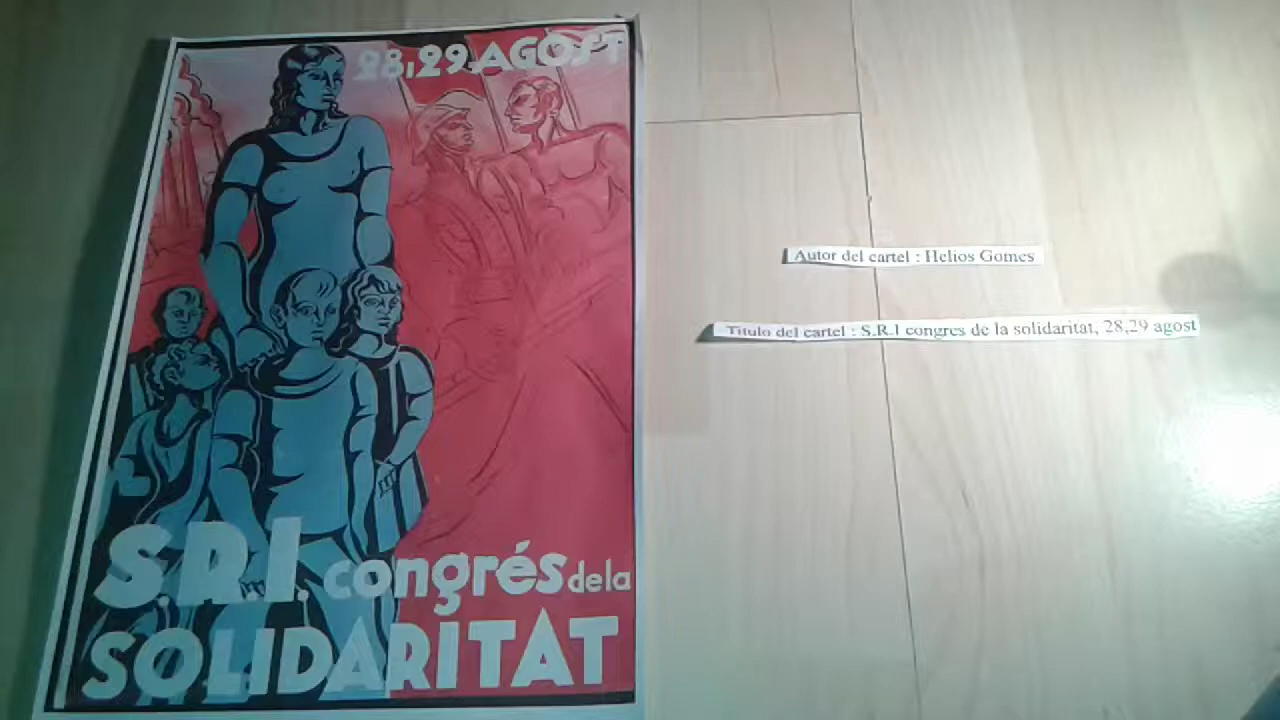 28,29 AGOST
S.R.I. congrés de la
SOLIDARITAT
Autor del cartel : Helios Gomes
Titulo del cartel : S.R.I congres de la solidaritat, 28,29 agost